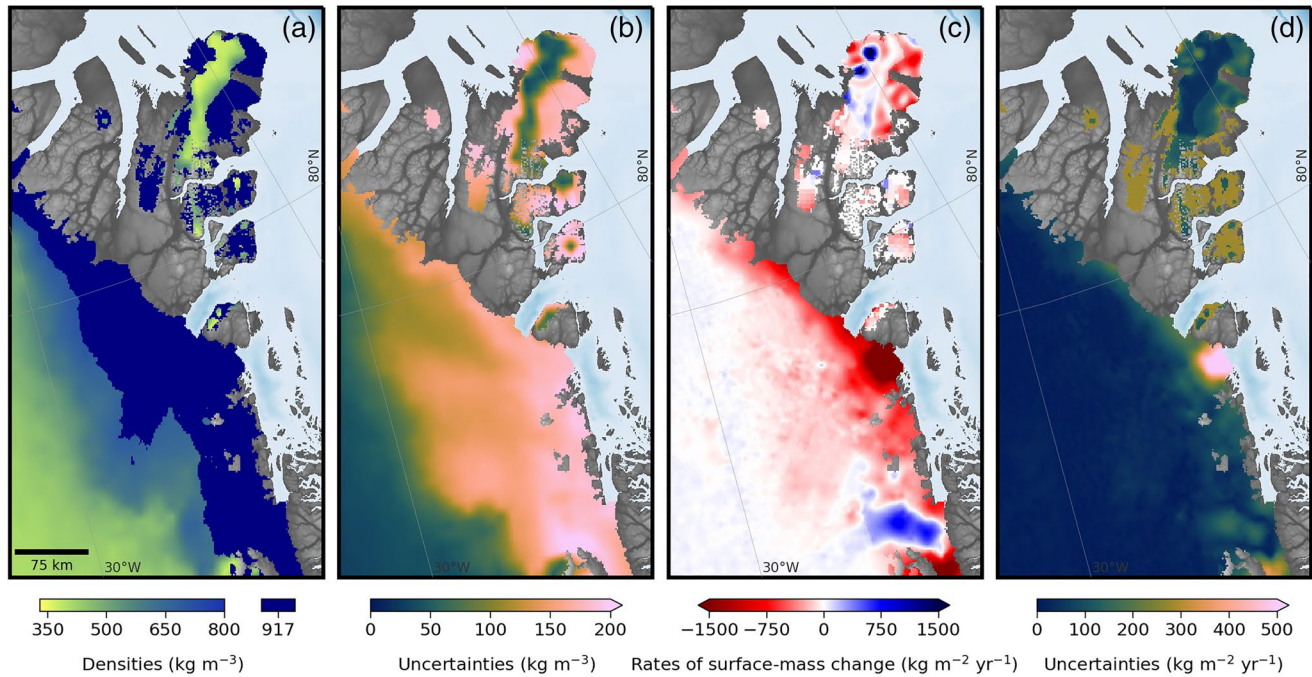 (a) (b) (c) (d)
80°N 80°N 80°N 80°N
75 km 30°W 30°W 30°W 30°W
350 500 650 800 917 0 50 100 150 200 −1500 −750 0 750 1500 0 100 200 300 400 500
Densities (kg m⁻³) Uncertainties (kg m⁻³) Rates of surface-mass change (kg m⁻² yr⁻¹) Uncertainties (kg m⁻² yr⁻¹)